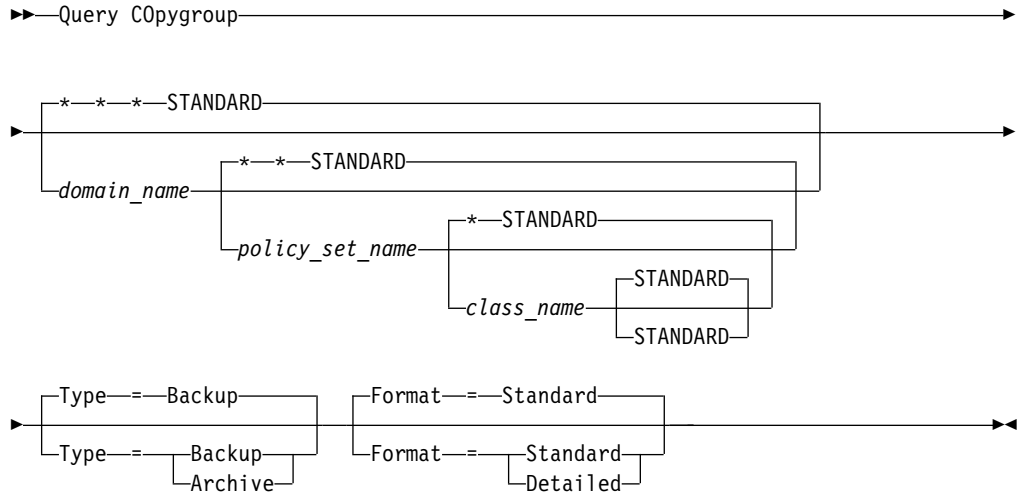 Query COpygroup
* * * STANDARD
* * STANDARD
domain_name
* STANDARD
policy_set_name
STANDARD
class_name
STANDARD
Type = Backup Format = Standard
Type = Backup Format = Standard
Archive Detailed